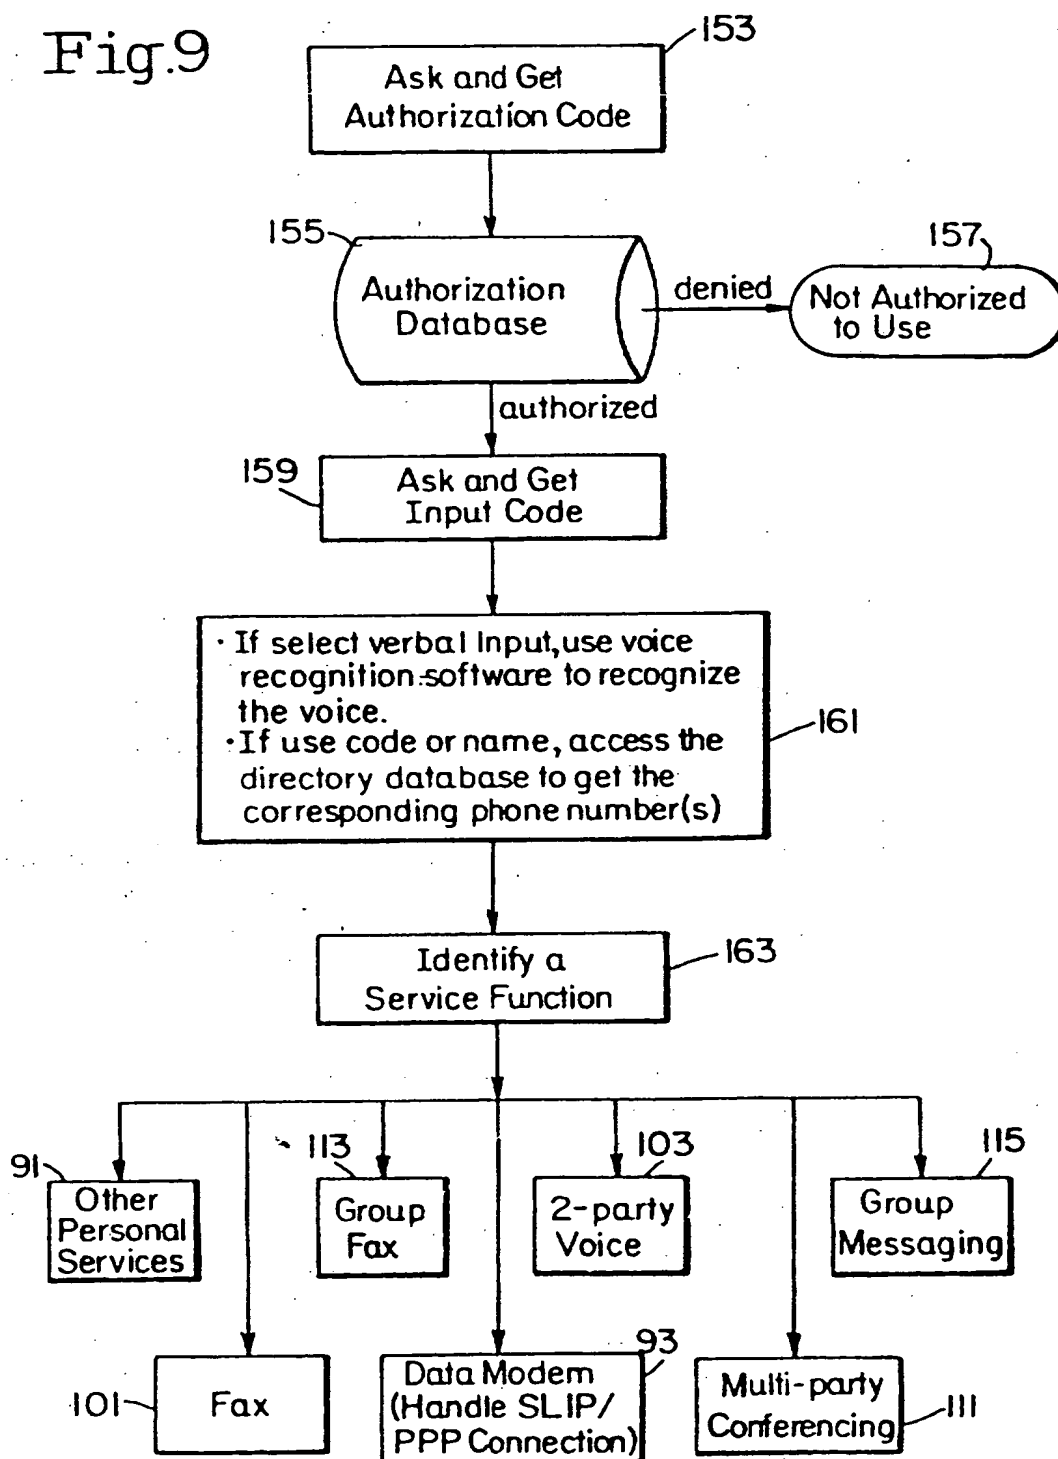 Fig.9
153
Ask and Get
Authorization Code
155
Authorization
Database
denied
157
Not Authorized
to Use
authorized
159
Ask and Get
Input Code
· If select verbal Input, use voice
recognition software to recognize
the voice.
· If use code or name, access the
directory database to get the
corresponding phone number(s)
161
Identify a
Service Function
163
91
Other
Personal
Services
113
Group
Fax
103
2-party
Voice
115
Group
Messaging
101
Fax
93
Data Modem
(Handle SLIP/
PPP Connection)
Multi-party
Conferencing
111